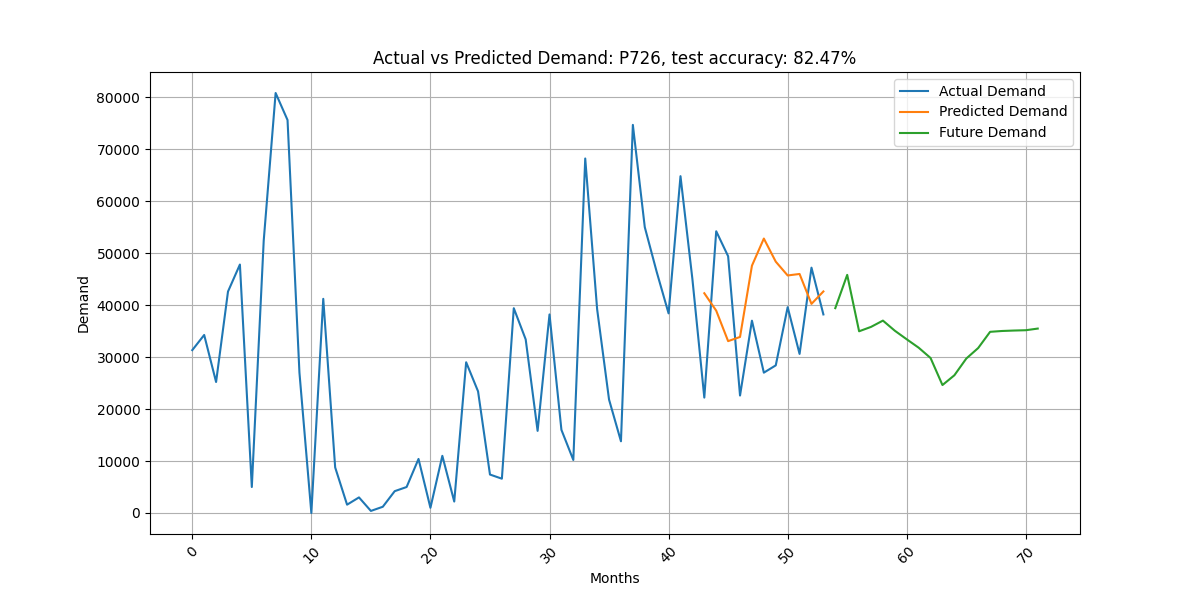 Actual vs Predicted Demand: P726, test accuracy: 82.47%
Actual Demand
Predicted Demand
Future Demand
80000
70000
60000
50000
40000
30000
20000
10000
0
Demand
0
10
20
30
40
50
60
70
Months